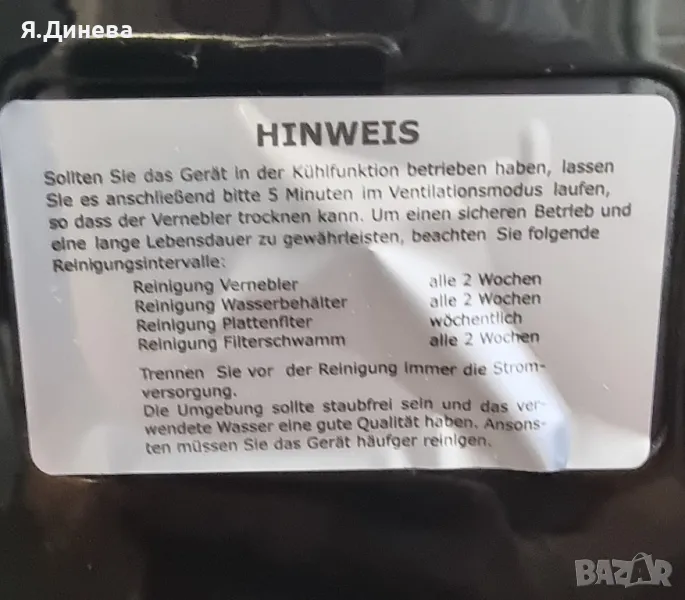 Я.Динева
HINWEIS
Sollten Sie das Gerät in der Kühlfunktion betrieben haben, lassen
Sie es anschließend bitte 5 Minuten im Ventilationsmodus laufen,
so dass der Vernebler trocknen kann. Um einen sicheren Betrieb und
eine lange Lebensdauer zu gewährleisten, beachten Sie folgende
Reinigungsintervalle:
Reinigung Vernebler alle 2 Wochen
Reinigung Wasserbehälter alle 2 Wochen
Reinigung Plattenfiter wöchentlich
Reinigung Filterschwamm alle 2 Wochen
Trennen Sie vor der Reinigung immer die Strom-
versorgung.
Die Umgebung sollte staubfrei sein und das ver-
wendete Wasser eine gute Qualität haben. Ansons-
ten müssen Sie das Gerät häufger reinigen.
BAZAR